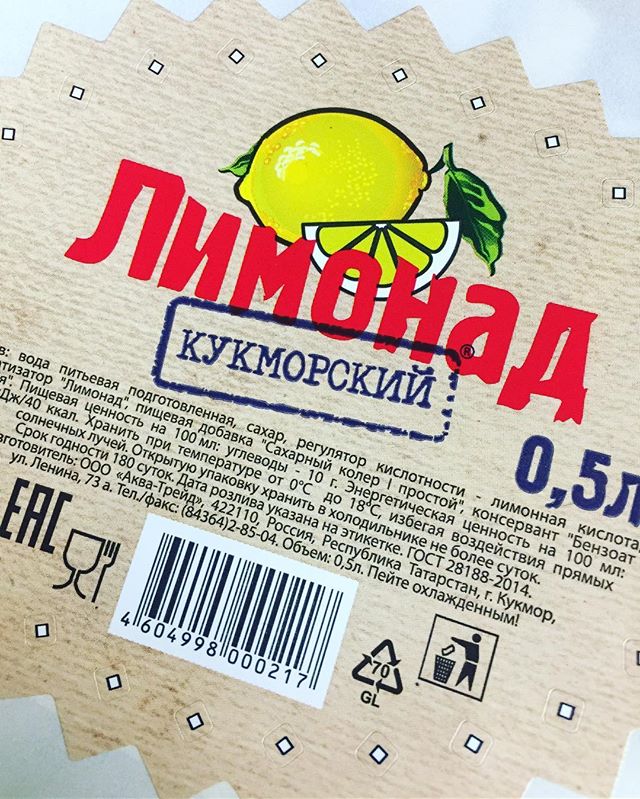 Лимонад
®
КУКМОРСКИЙ
0,5л
в: вода питьевая подготовленная, сахар, регулятор кислотности - лимонная кислота
тизатор "Лимонад", пищевая добавка "Сахарный колер I простой", консервант "Бензоат
я". Пищевая ценность на 100 мл: углеводы - 10 г. Энергетическая ценность на 100 мл:
Дж/40 ккал. Хранить при температуре от 0°С до 18°С, избегая воздействия прямых
солнечных лучей. Открытую упаковку хранить в холодильнике не более суток.
Срок годности 180 суток. Дата розлива указана на этикетке. ГОСТ 28188-2014.
зготовитель: ООО «Аква-Трейд», 422110, Россия, Республика Татарстан, г. Кукмор,
ул. Ленина, 73 а. Тел./факс: (84364)2-85-04. Объем: 0,5л. Пейте охлажденным!
EAC
4 604998 000217
70
GL